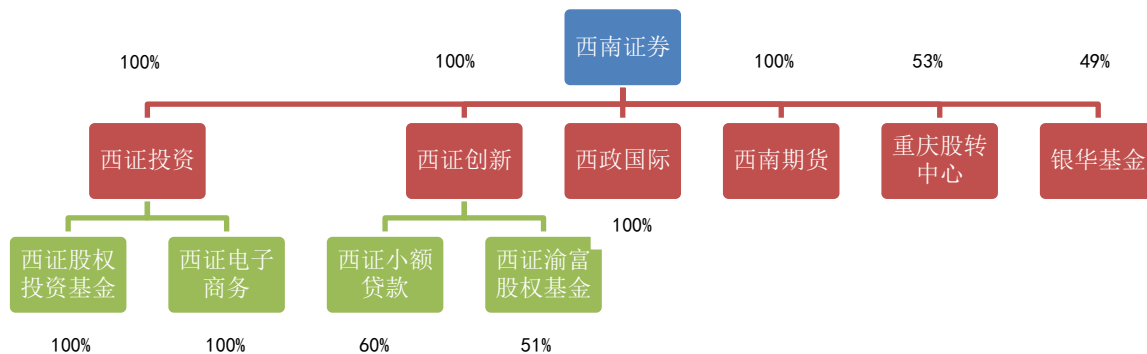 西南证券
100%
100%
100%
53%
49%
西证投资
西证创新
西政国际
西南期货
重庆股转
中心
银华基金
100%
西证股权
投资基金
西证电子
商务
西证小额
贷款
西证渝富
股权基金
100%
100%
60%
51%